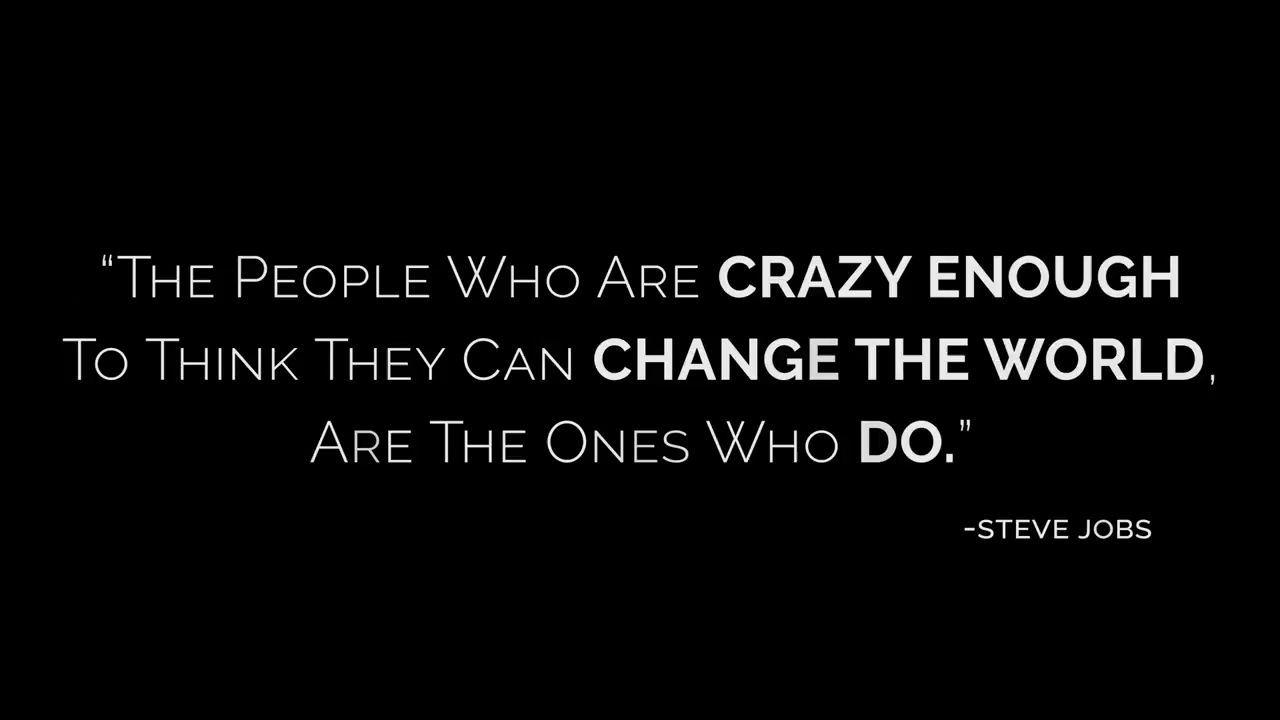 “The People Who Are CRAZY ENOUGH
To Think They Can CHANGE THE WORLD,
Are The Ones Who DO.”
-STEVE JOBS